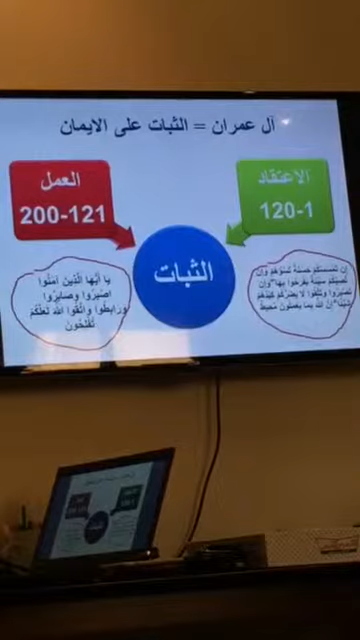 آل عمران = الثبات على الايمان
الاعتقاد
120-1
العمل
200-121
الثبات
إن تمسسكم حسنة تسؤهم وإن
تصبكم سيئة يفرحوا بها وإن
تصبروا وتتقوا لا يضركم كيدهم
شيئا إن الله بما يعملون محيط
يا أيها الذين آمنوا
اصبروا وصابروا
ورابطوا واتقوا الله لعلكم
تفلحون